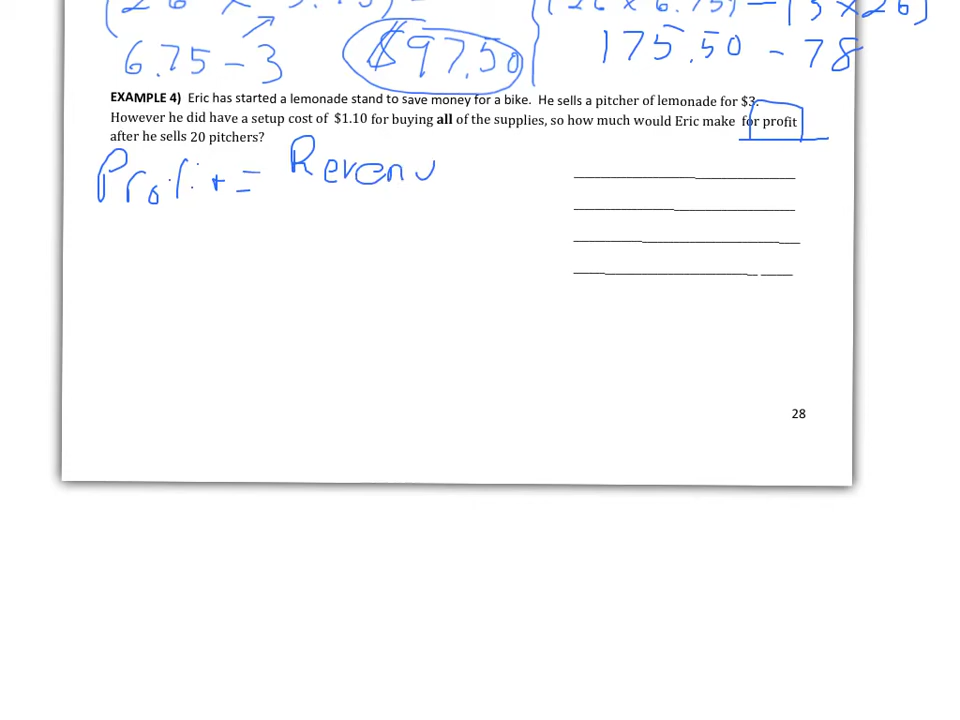 6.75 - 3 $97.50 175.50 - 78
EXAMPLE 4) Eric has started a lemonade stand to save money for a bike. He sells a pitcher of lemonade for $3.
However he did have a setup cost of $1.10 for buying all of the supplies, so how much would Eric make for profit
after he sells 20 pitchers?
Profit = Revenu
28